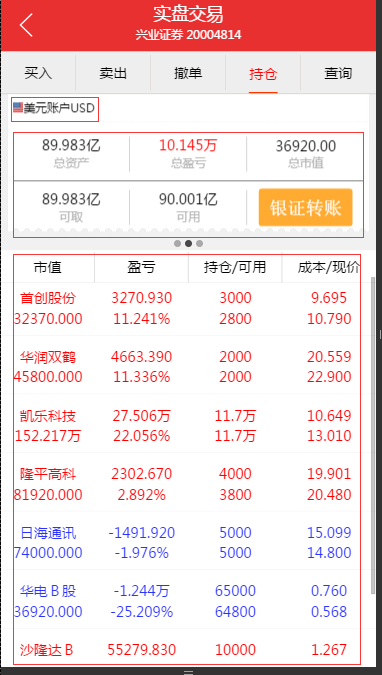 实盘交易
兴业证券 20004814
买入 卖出 撤单 持仓 查询
美元账户USD
89.983亿 10.145万 36920.00
总资产 总盈亏 总市值
89.983亿 90.001亿 银证转账
可取 可用
市值 盈亏 持仓/可用 成本/现价
首创股份 3270.930 3000 9.695
32370.000 11.241% 2800 10.790
华润双鹤 4663.390 2000 20.559
45800.000 11.336% 2000 22.900
凯乐科技 27.506万 11.7万 10.649
152.217万 22.056% 11.7万 13.010
隆平高科 2302.670 4000 19.901
81920.000 2.892% 3800 20.480
日海通讯 -1491.920 5000 15.099
74000.000 -1.976% 5000 14.800
华电B股 -1.244万 65000 0.760
36920.000 -25.209% 64800 0.568
沙隆达B 55279.830 10000 1.267